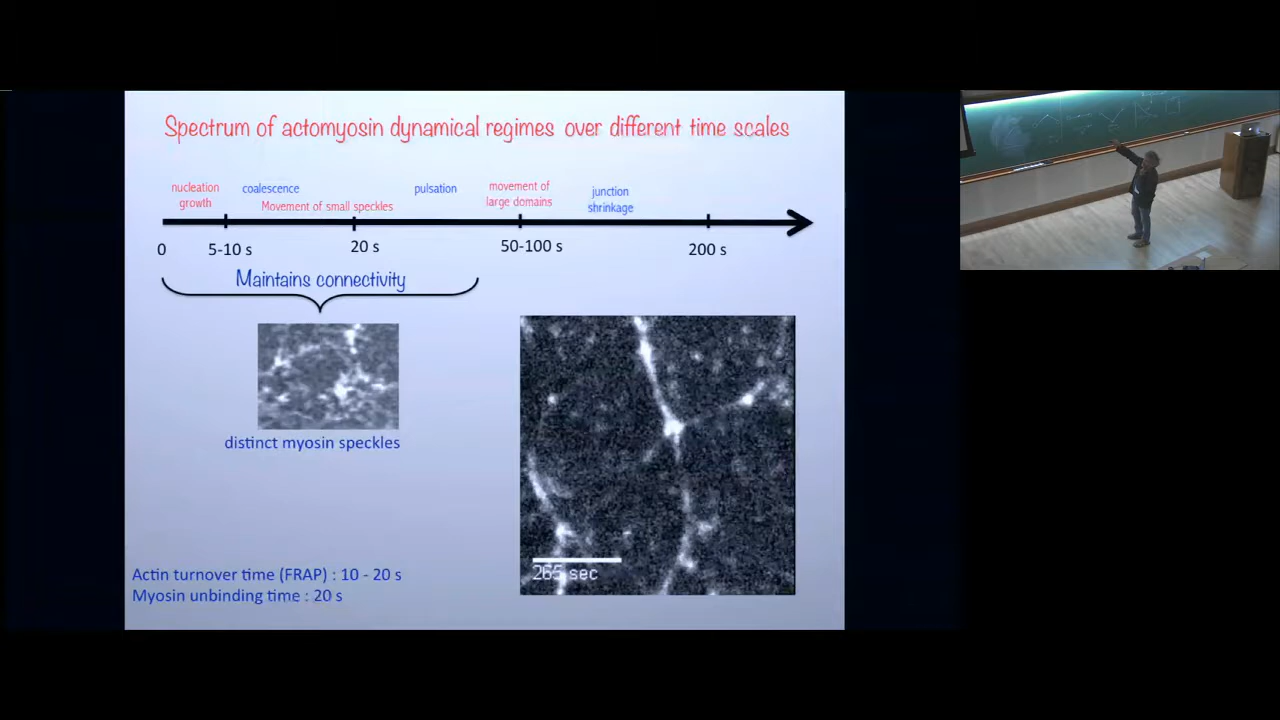 Spectrum of actomyosin dynamical regimes over different time scales
nucleation
growth
coalescence
Movement of small speckles
pulsation
movement of
large domains
junction
shrinkage
0
5-10 s
20 s
50-100 s
200 s
Maintains connectivity
distinct myosin speckles
265 sec
Actin turnover time (FRAP) : 10 - 20 s
Myosin unbinding time : 20 s